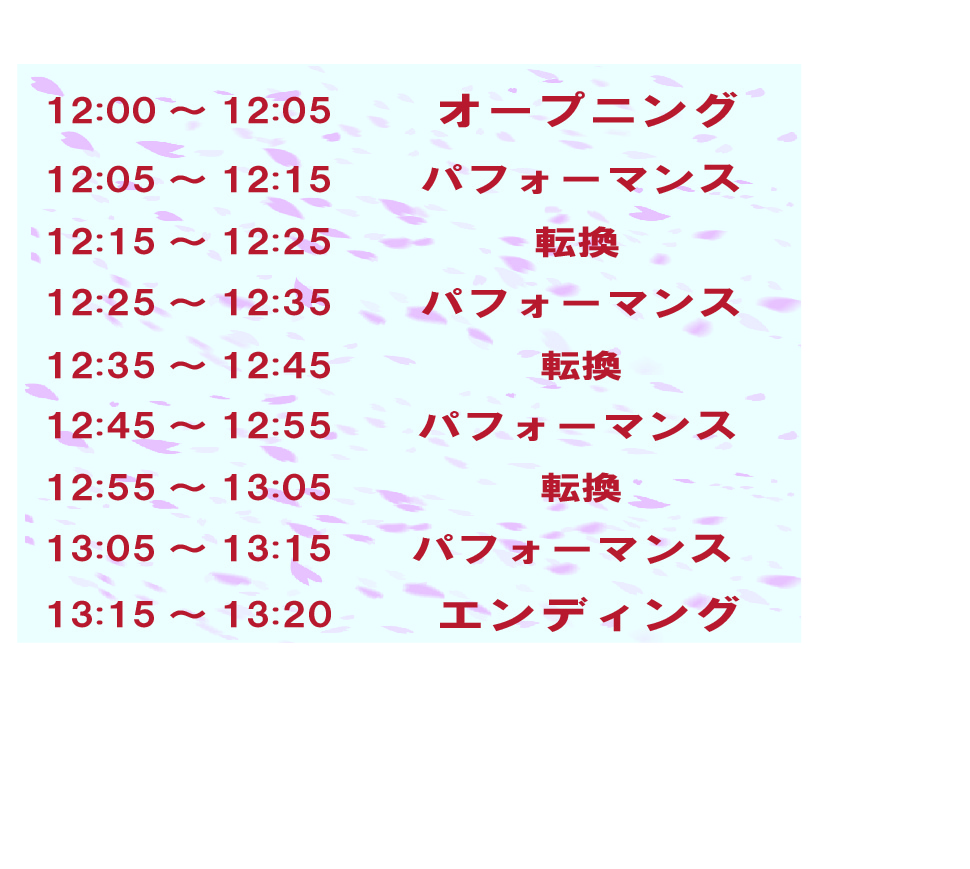 12:00 ～ 12:05 オープニング
12:05 ～ 12:15 パフォーマンス
12:15 ～ 12:25 転換
12:25 ～ 12:35 パフォーマンス
12:35 ～ 12:45 転換
12:45 ～ 12:55 パフォーマンス
12:55 ～ 13:05 転換
13:05 ～ 13:15 パフォーマンス
13:15 ～ 13:20 エンディング